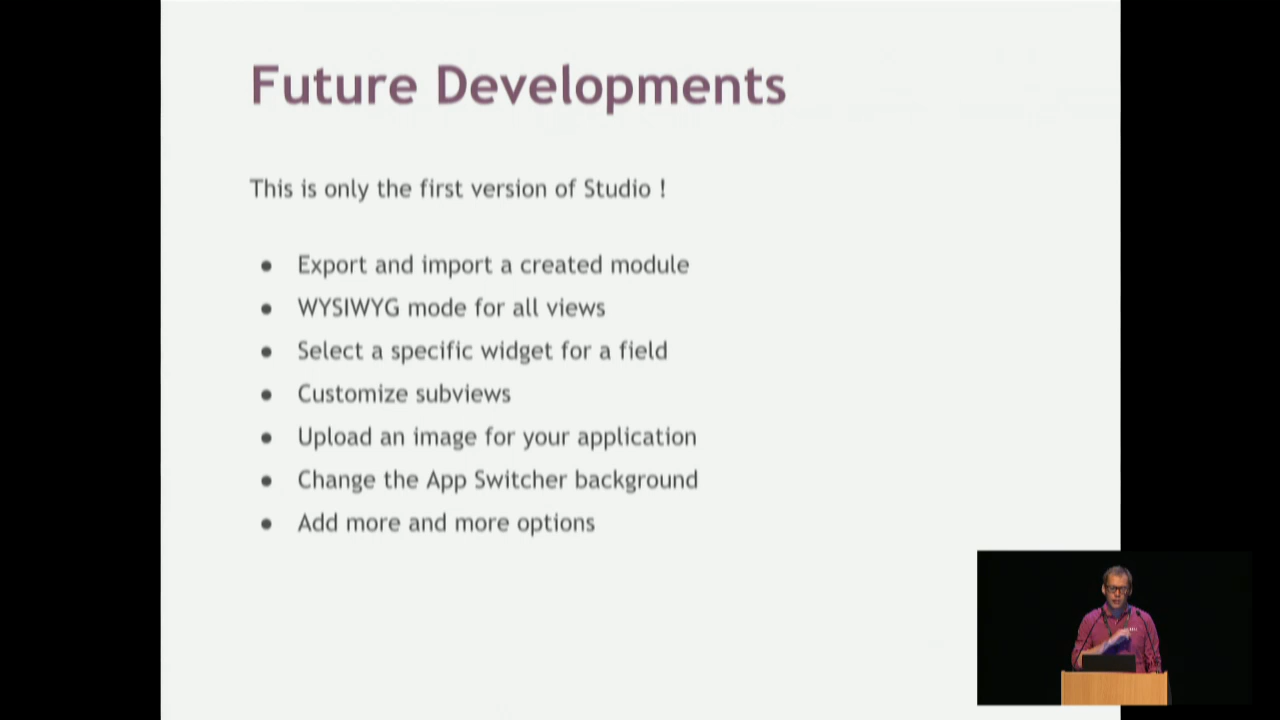 Future Developments
This is only the first version of Studio !
Export and import a created module
WYSIWYG mode for all views
Select a specific widget for a field
Customize subviews
Upload an image for your application
Change the App Switcher background
Add more and more options